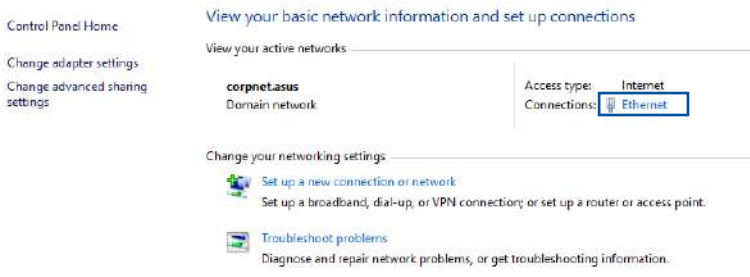 Control Panel Home
Change adapter settings
Change advanced sharing
settings
View your basic network information and set up connections
View your active networks
corpnet.asus
Domain network
Access type: Internet
Connections: Ethernet
Change your networking settings
Set up a new connection or network
Set up a broadband, dial-up, or VPN connection; or set up a router or access point.
Troubleshoot problems
Diagnose and repair network problems, or get troubleshooting information.